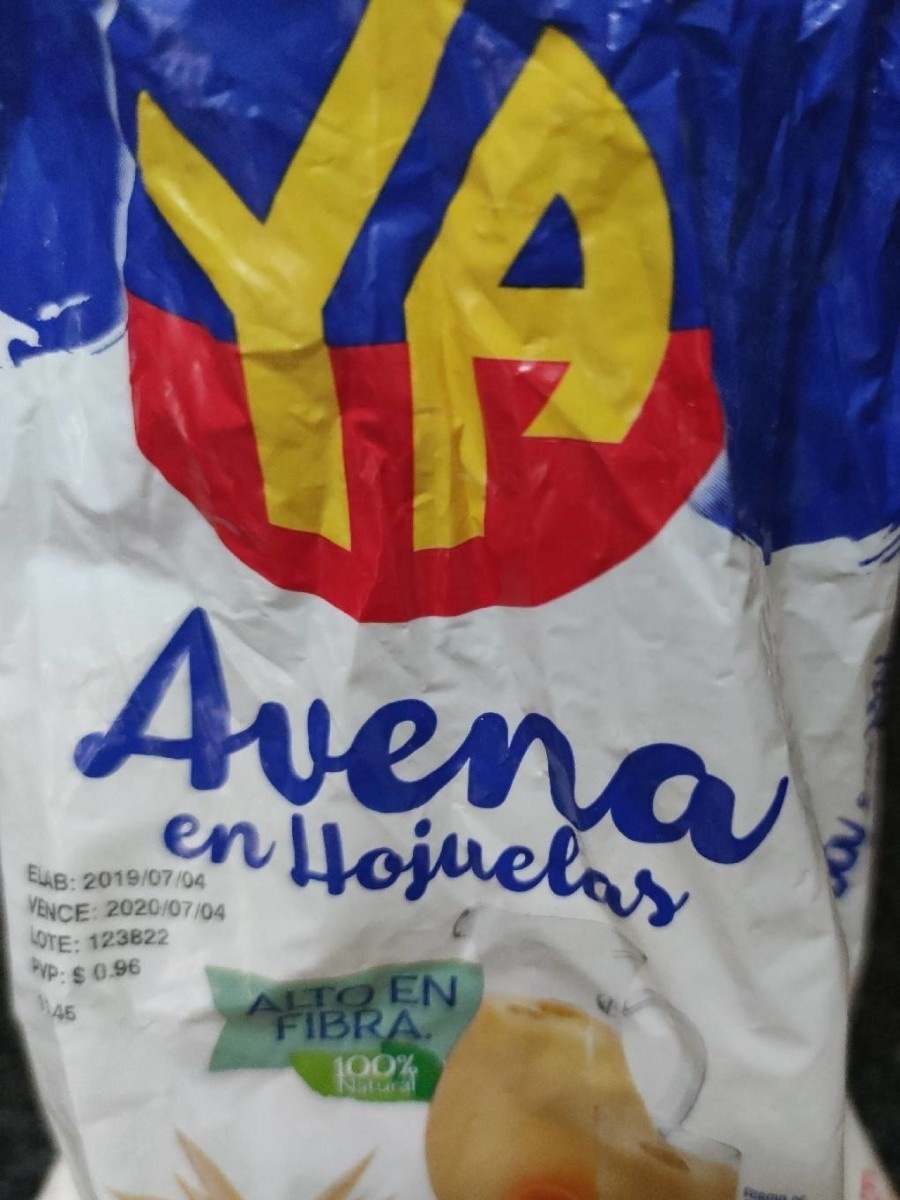 YA
Avena
en Hojuelas
ELAB: 2019/07/04
VENCE: 2020/07/04
LOTE: 123B22
PVP: $ 0.96
ALTO EN
FIBRA.
100%
Natural